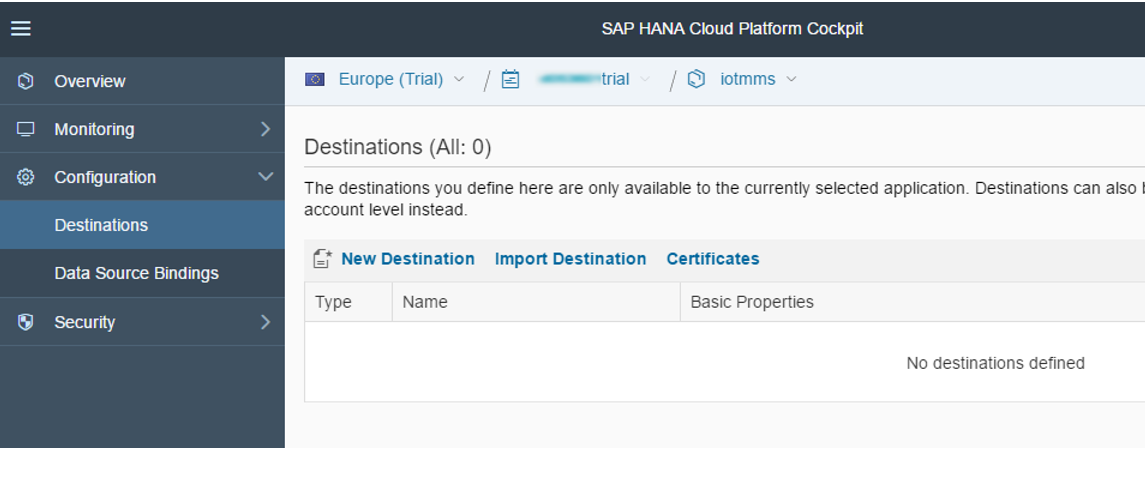 SAP HANA Cloud Platform Cockpit
Overview
Monitoring
Configuration
Destinations
Data Source Bindings
Security
Europe (Trial) / trial / iotmms
Destinations (All: 0)
The destinations you define here are only available to the currently selected application. Destinations can also
account level instead.
New Destination Import Destination Certificates
Type Name Basic Properties
No destinations defined